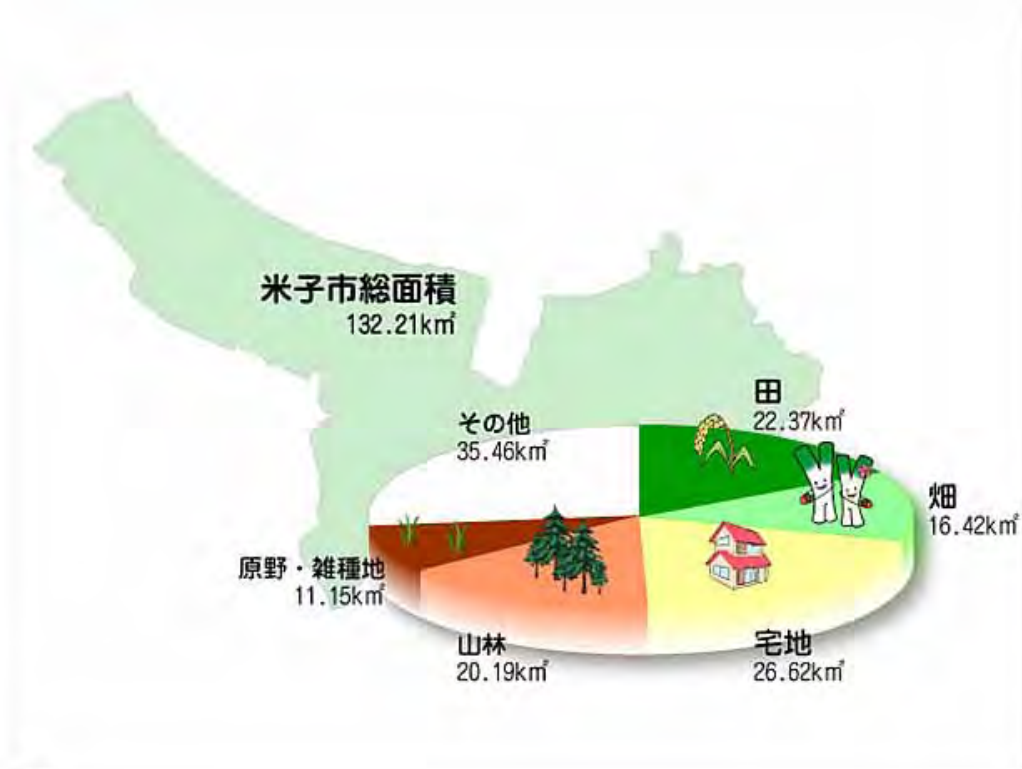 米子市総面積
132.21k㎡
田
22.37k㎡
畑
16.42k㎡
宅地
26.62k㎡
山林
20.19k㎡
原野・雑種地
11.15k㎡
その他
35.46k㎡